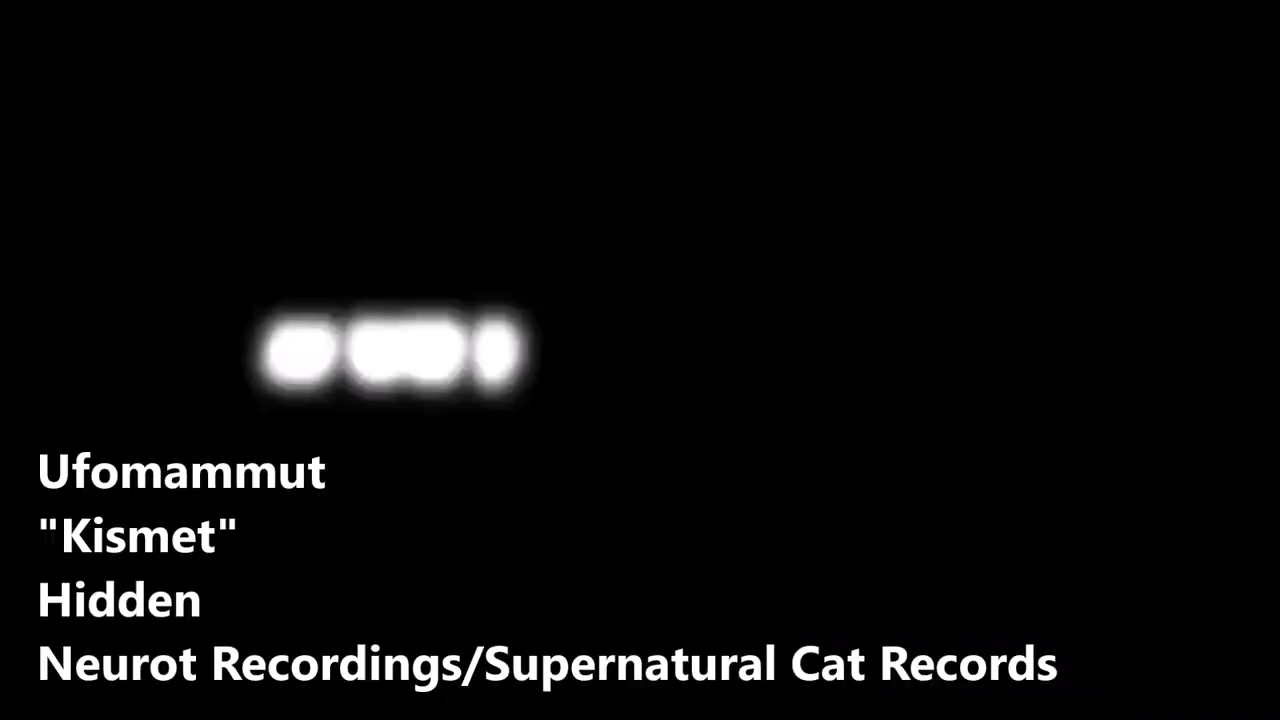 Ufomammut
"Kismet"
Hidden
Neurot Recordings/Supernatural Cat Records